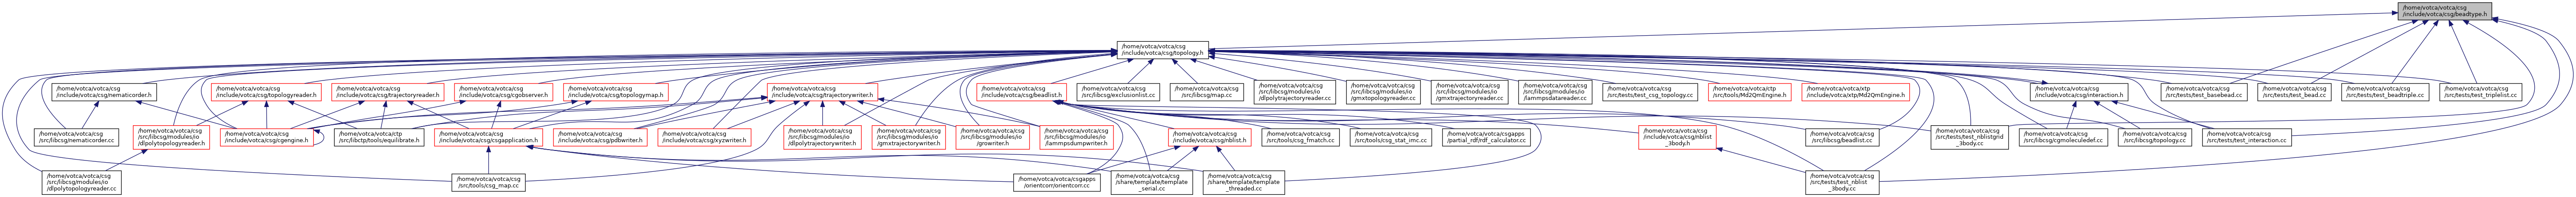 /home/votca/votca/csg
/include/votca/csg/beadtype.h
/home/votca/votca/csg
/include/votca/csg/topology.h
/home/votca/votca/csg
/include/votca/csg/nematicorder.h
/home/votca/votca/csg
/include/votca/csg/topologyreader.h
/home/votca/votca/csg
/include/votca/csg/trajectoryreader.h
/home/votca/votca/csg
/include/votca/csg/cgobserver.h
/home/votca/votca/csg
/include/votca/csg/topologymap.h
/home/votca/votca/csg
/include/votca/csg/trajectorywriter.h
/home/votca/votca/csg
/include/votca/csg/beadlist.h
/home/votca/votca/csg
/src/libcsg/exclusionlist.cc
/home/votca/votca/csg
/src/libcsg/map.cc
/home/votca/votca/csg
/src/libcsg/modules/io
/dlpolytrajectoryreader.cc
/home/votca/votca/csg
/src/libcsg/modules/io
/gmxtopologyreader.cc
/home/votca/votca/csg
/src/libcsg/modules/io
/gmxtrajectoryreader.cc
/home/votca/votca/csg
/src/libcsg/modules/io
/lammpsdatareader.cc
/home/votca/votca/csg
/src/tests/test_csg_topology.cc
/home/votca/votca/ctp
/src/tools/Md2QmEngine.h
/home/votca/votca/xtp
/include/votca/xtp/Md2QmEngine.h
/home/votca/votca/csg
/include/votca/csg/interaction.h
/home/votca/votca/csg
/src/tests/test_basebead.cc
/home/votca/votca/csg
/src/tests/test_bead.cc
/home/votca/votca/csg
/src/tests/test_beadtriple.cc
/home/votca/votca/csg
/src/tests/test_triplelist.cc
/home/votca/votca/csg
/src/libcsg/nematicorder.cc
/home/votca/votca/csg
/src/libcsg/modules/io
/dlpolytopologyreader.h
/home/votca/votca/csg
/include/votca/csg/cgengine.h
/home/votca/votca/ctp
/src/libctp/tools/equilibrate.h
/home/votca/votca/csg
/include/votca/csg/csgapplication.h
/home/votca/votca/csg
/include/votca/csg/pdbwriter.h
/home/votca/votca/csg
/include/votca/csg/xyzwriter.h
/home/votca/votca/csg
/src/libcsg/modules/io
/dlpolytrajectorywriter.h
/home/votca/votca/csg
/src/libcsg/modules/io
/gmxtrajectorywriter.h
/home/votca/votca/csg
/src/libcsg/modules/io
/growriter.h
/home/votca/votca/csg
/src/libcsg/modules/io
/lammpsdumpwriter.h
/home/votca/votca/csg
/include/votca/csg/nblist.h
/home/votca/votca/csg
/src/tools/csg_fmatch.cc
/home/votca/votca/csg
/src/tools/csg_stat_imc.cc
/home/votca/votca/csgapps
/partial_rdf/rdf_calculator.cc
/home/votca/votca/csg
/include/votca/csg/nblist
_3body.h
/home/votca/votca/csg
/src/libcsg/beadlist.cc
/home/votca/votca/csg
/src/tests/test_nblistgrid
_3body.cc
/home/votca/votca/csg
/src/libcsg/cgmoleculedef.cc
/home/votca/votca/csg
/src/libcsg/topology.cc
/home/votca/votca/csg
/src/tests/test_interaction.cc
/home/votca/votca/csg
/src/libcsg/modules/io
/dlpolytopologyreader.cc
/home/votca/votca/csg
/src/tools/csg_map.cc
/home/votca/votca/csgapps
/orientcorr/orientcorr.cc
/home/votca/votca/csg
/share/template/template
_serial.cc
/home/votca/votca/csg
/share/template/template
_threaded.cc
/home/votca/votca/csg
/src/tests/test_nblist
_3body.cc